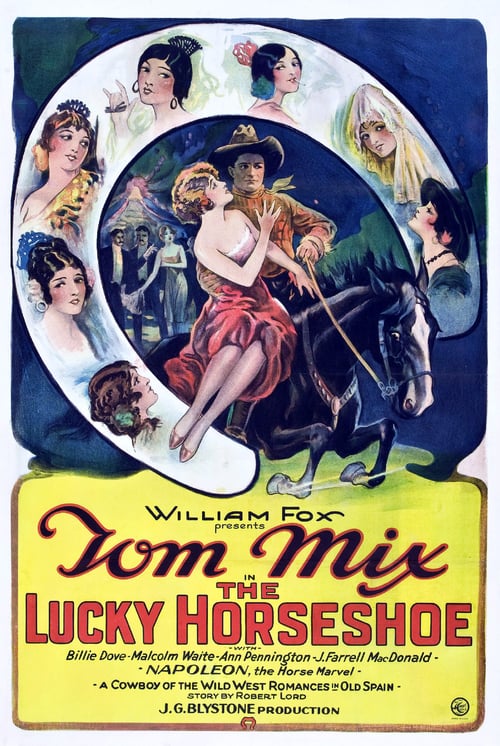 WILLIAM FOX
presents
Tom Mix
IN
THE
LUCKY HORSESHOE
-WITH-
Billie Dove-Malcolm Waite-Ann Pennington-J. Farrell MacDonald-
-NAPOLEON, the Horse Marvel-
-A COWBOY OF THE WILD WEST ROMANCES IN OLD SPAIN-
STORY BY ROBERT LORD
J.G. BLYSTONE PRODUCTION